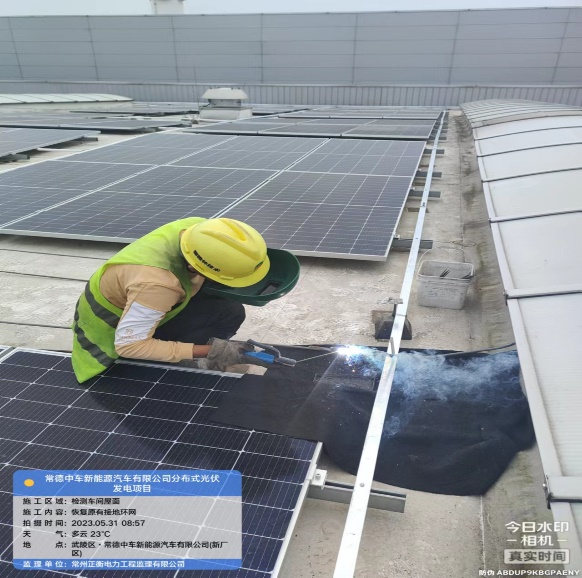 常德中车新能源汽车有限公司分布式光伏
发电项目
施工区域：检测车间屋面
施工内容：恢复原有接地环网
拍摄时间：2023.05.31 08:57
天 气：多云 23℃
地 点：武陵区·常德中车新能源汽车有限公司(新厂
区)
监理单位：常州正衡电力工程监理有限公司
今日水印
-相机-
真实时间
防伪 ABDUP9KBGPAENY